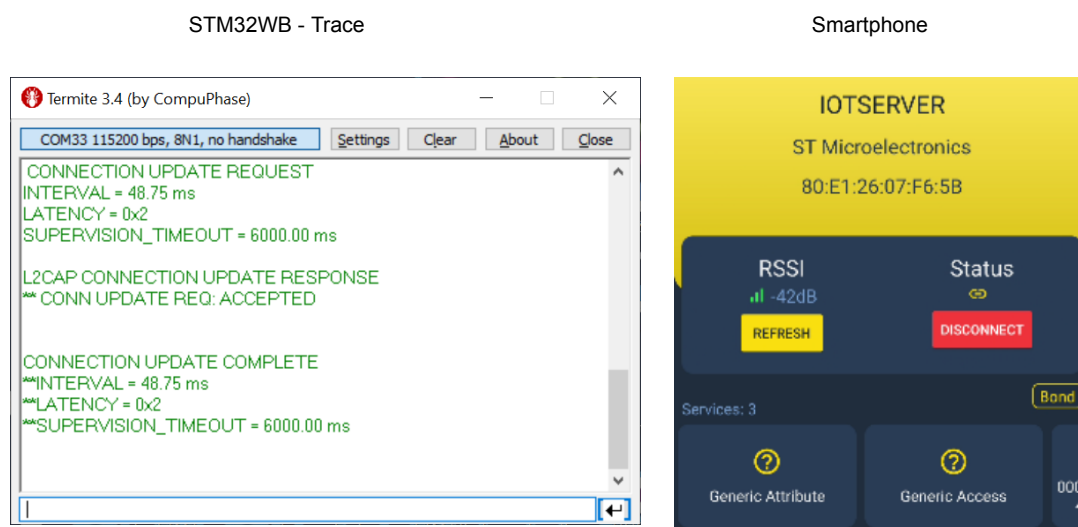 STM32WB - Trace
Smartphone
Termite 3.4 (by CompuPhase)
COM33 115200 bps, 8N1, no handshake
Settings
Clear
About
Close
CONNECTION UPDATE REQUEST
INTERVAL = 48.75 ms
LATENCY = 0x2
SUPERVISION_TIMEOUT = 6000.00 ms
L2CAP CONNECTION UPDATE RESPONSE
** CONN UPDATE REQ: ACCEPTED
CONNECTION UPDATE COMPLETE
**INTERVAL = 48.75 ms
**LATENCY = 0x2
**SUPERVISION_TIMEOUT = 6000.00 ms
IOTSERVER
ST Microelectronics
80:E1:26:07:F6:5B
RSSI
-42dB
REFRESH
Status
DISCONNECT
Services: 3
Bond
Generic Attribute
Generic Access